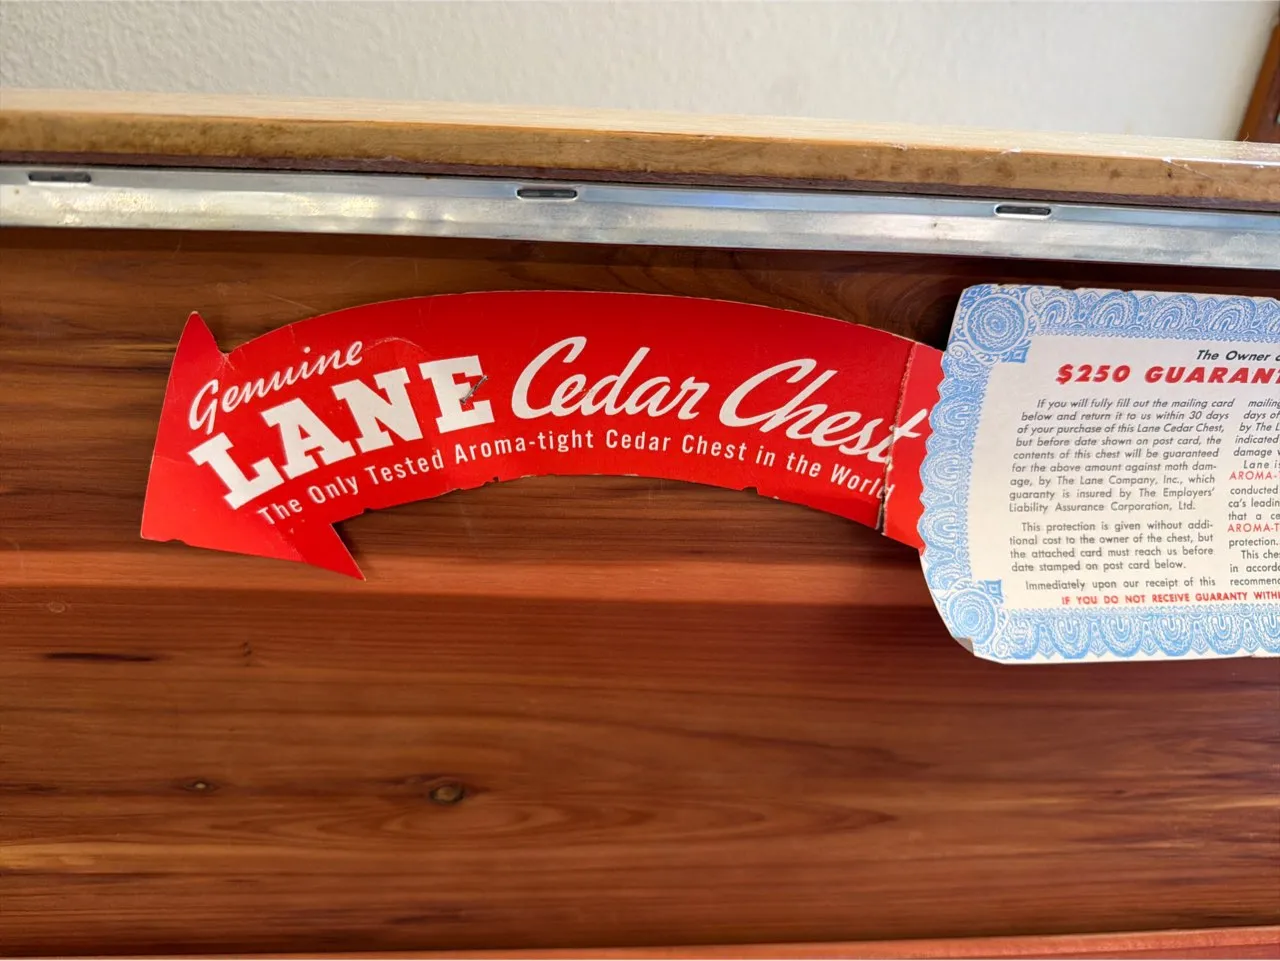 Genuine
LANE Cedar Chest
The Only Tested Aroma-tight Cedar Chest in the World
The Owner
$250 GUARAN
If you will fully fill out the mailing card
below and return it to us within 30 days
of your purchase of this Lane Cedar Chest,
but before date shown on post card, the
contents of this chest will be guaranteed
for the above amount against moth dam-
age, by The Lane Company, Inc., which
guaranty is insured by The Employers'
Liability Assurance Corporation, Ltd.
This protection is given without addi-
tional cost to the owner of the chest, but
the attached card must reach us before
date stamped on post card below.
Immediately upon our receipt of this
mailing
days of
by The L
indicated
damage
Lane is
AROMA-
conducted
ca's leadin
that a ce
AROMA-T
protection.
This che
in accord
recommen
IF YOU DO NOT RECEIVE GUARANTY WITHI